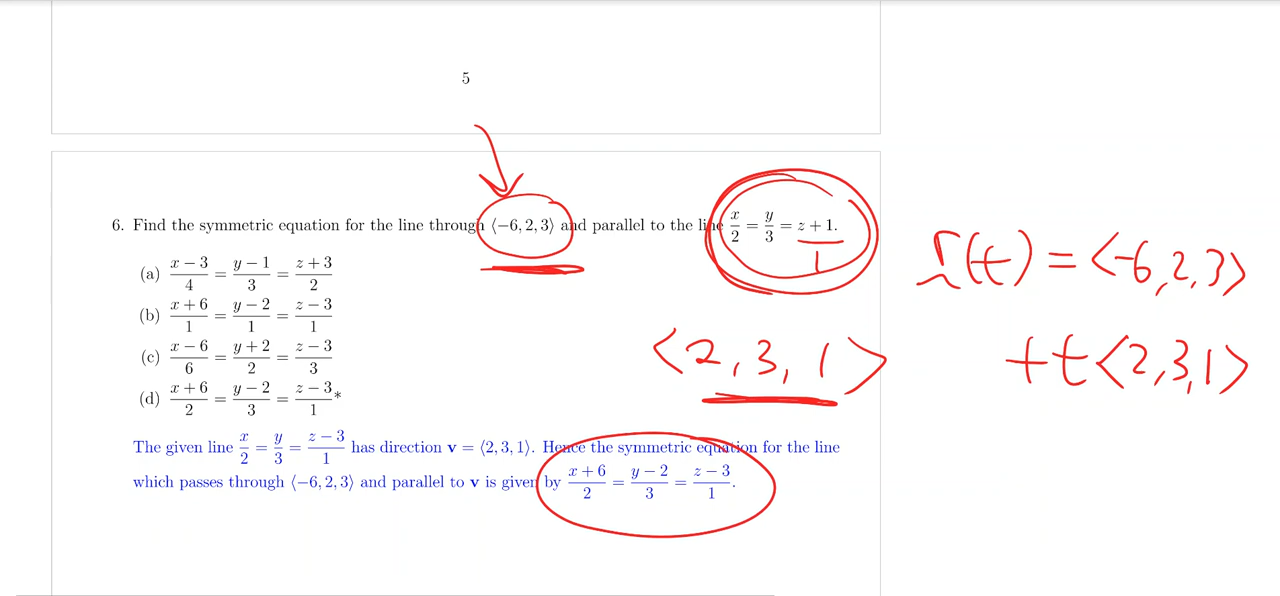 5
6. Find the symmetric equation for the line through ⟨−6, 2, 3⟩ and parallel to the line x/2 = y/3 = z + 1.
1
(a) (x − 3)/4 = (y − 1)/3 = (z + 3)/2
(b) (x + 6)/1 = (y − 2)/1 = (z − 3)/1
(c) (x − 6)/6 = (y + 2)/2 = (z − 3)/3
(d) (x + 6)/2 = (y − 2)/3 = (z − 3)/1 *
r(t) = <-6, 2, 3>
+ t<2, 3, 1>
<2, 3, 1>
The given line x/2 = y/3 = (z − 3)/1 has direction v = ⟨2, 3, 1⟩. Hence the symmetric equation for the line
which passes through ⟨−6, 2, 3⟩ and parallel to v is given by (x + 6)/2 = (y − 2)/3 = (z − 3)/1.